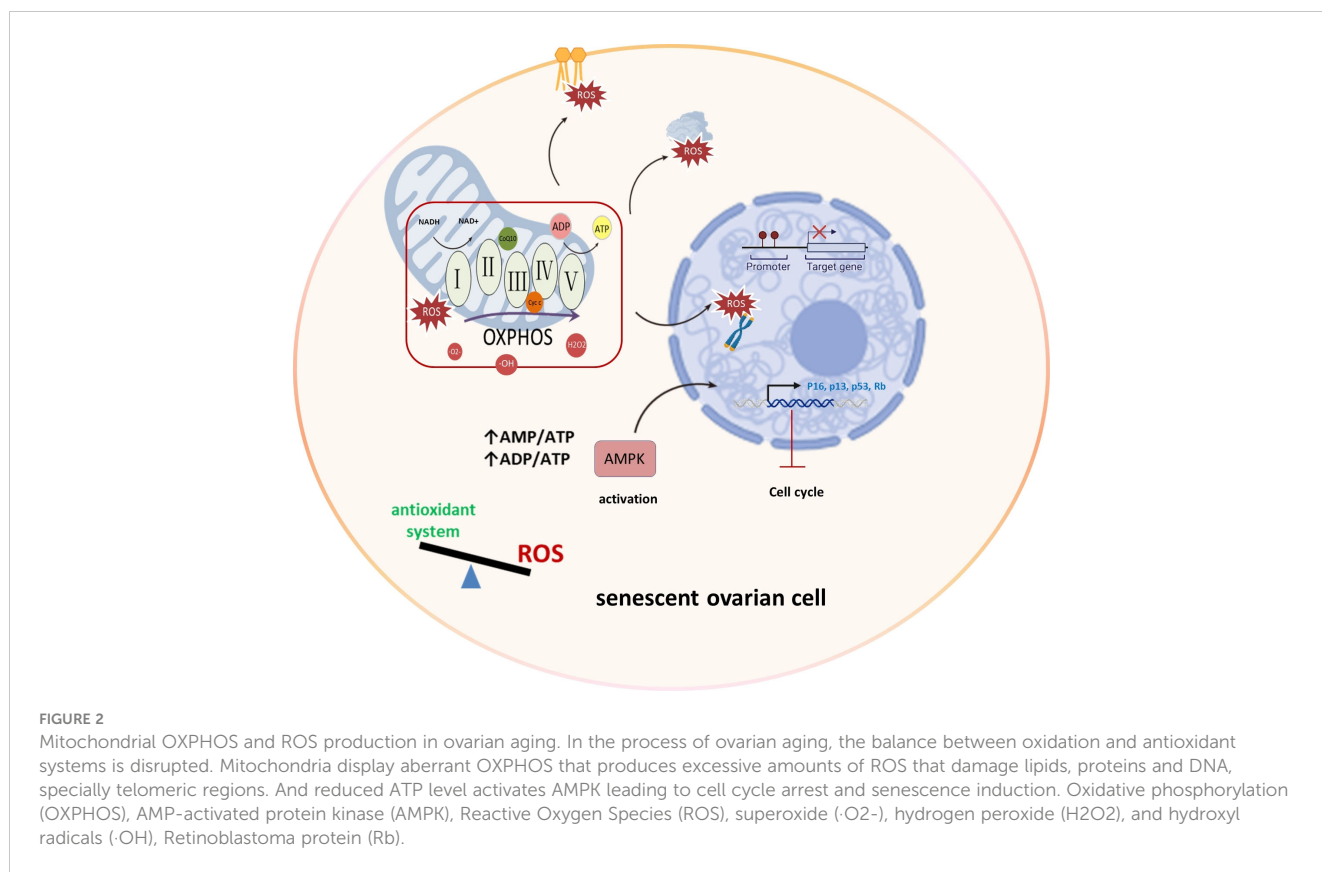 ROS
ROS
NADH
NAD+
CoQ10
ADP
ATP
I
II
III
IV
V
Cyc c
ROS
OXPHOS
·O2-
·OH
H2O2
Promoter
Target gene
ROS
P16, p13, p53, Rb
↑AMP/ATP
↑ADP/ATP
AMPK
activation
Cell cycle
antioxidant
system
ROS
senescent ovarian cell
FIGURE 2
Mitochondrial OXPHOS and ROS production in ovarian aging. In the process of ovarian aging, the balance between oxidation and antioxidant
systems is disrupted. Mitochondria display aberrant OXPHOS that produces excessive amounts of ROS that damage lipids, proteins and DNA,
specially telomeric regions. And reduced ATP level activates AMPK leading to cell cycle arrest and senescence induction. Oxidative phosphorylation
(OXPHOS), AMP-activated protein kinase (AMPK), Reactive Oxygen Species (ROS), superoxide (·O2-), hydrogen peroxide (H2O2), and hydroxyl
radicals (·OH), Retinoblastoma protein (Rb).